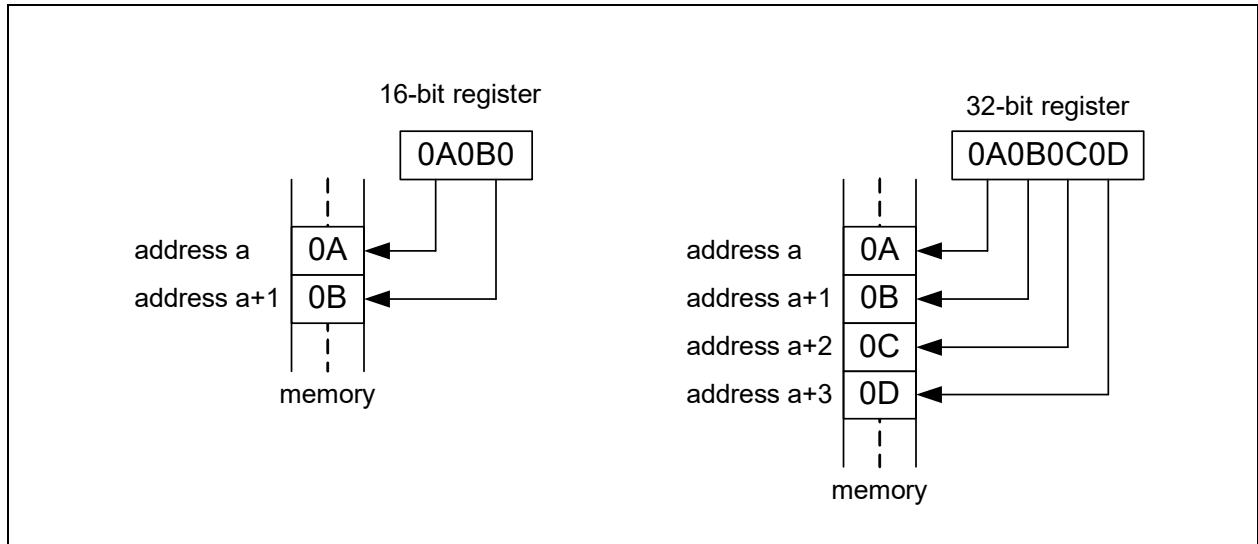 16-bit register
0A0B0
address a
0A
address a+1
0B
memory
32-bit register
0A0B0C0D
address a
0A
address a+1
0B
address a+2
0C
address a+3
0D
memory